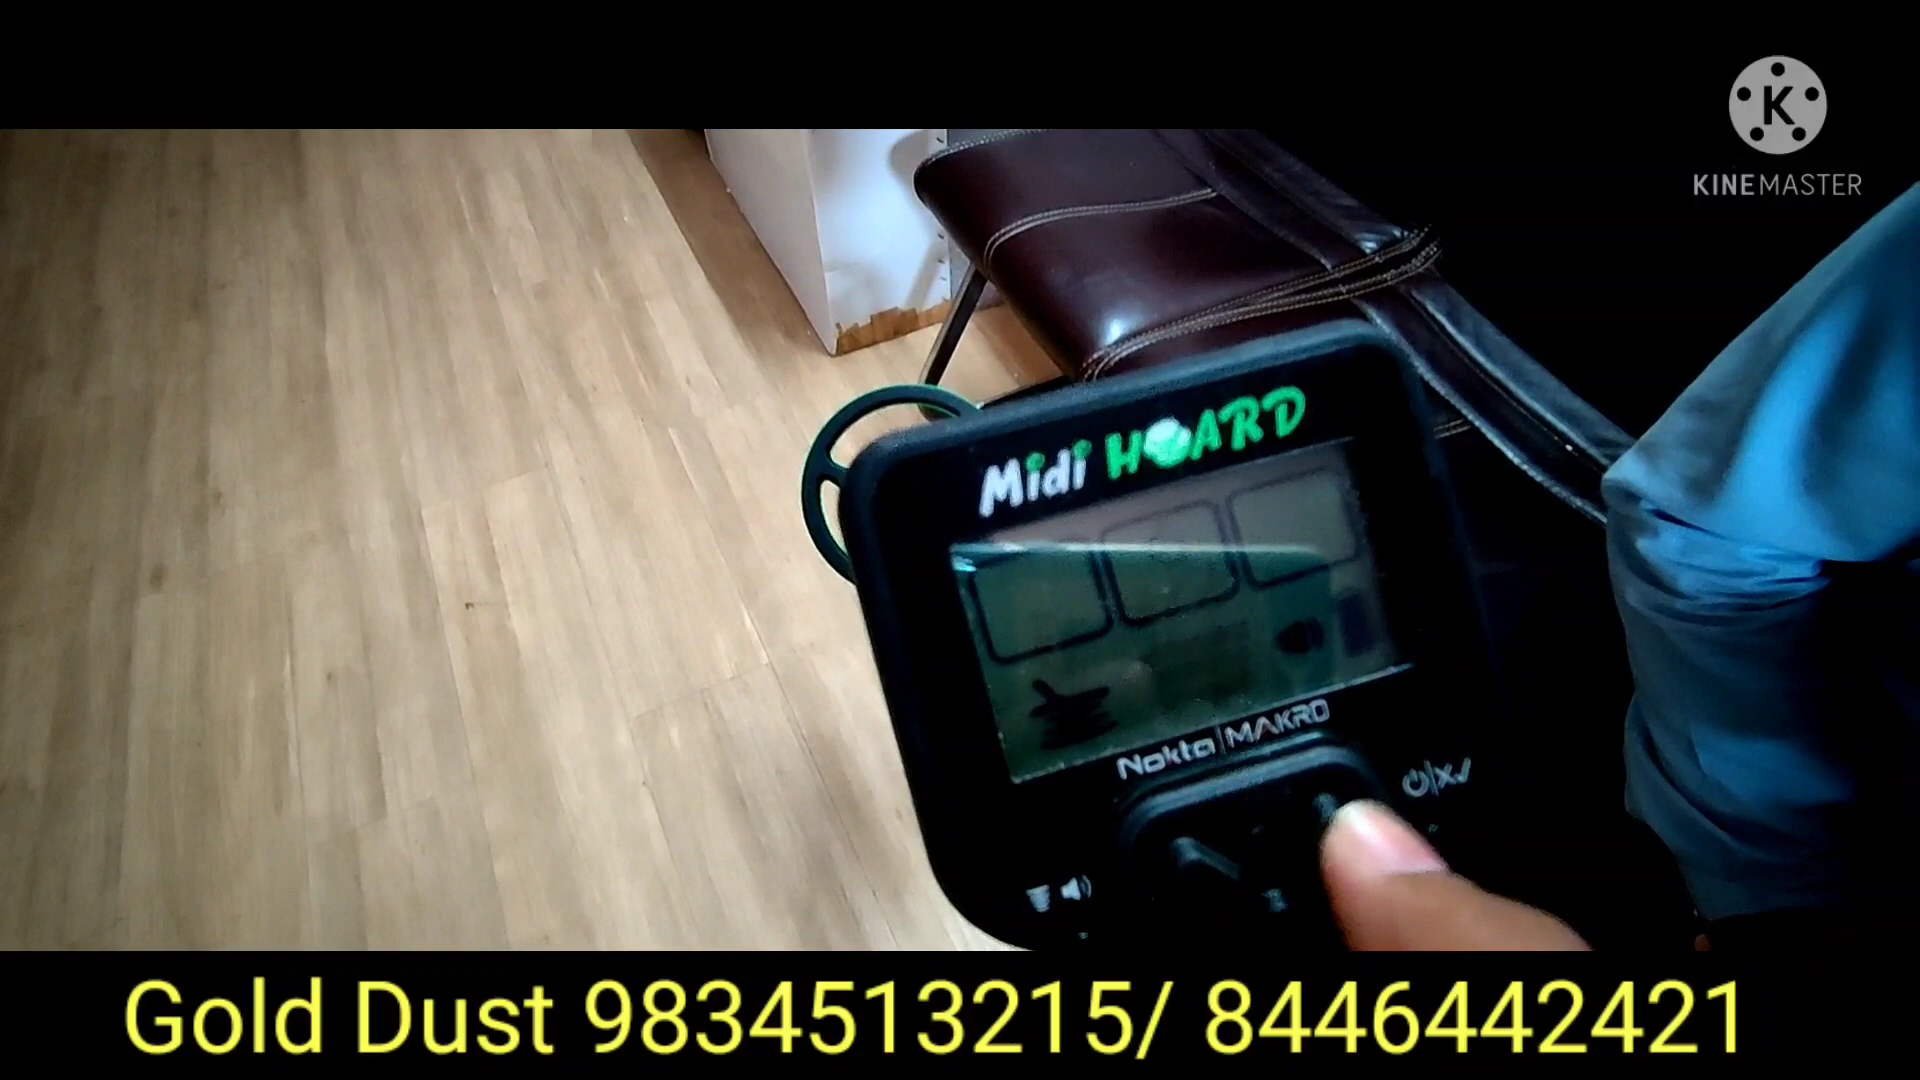 K
KINEMASTER
Midi HOARD
Nokta|MAKRO
Gold Dust 9834513215/ 8446442421